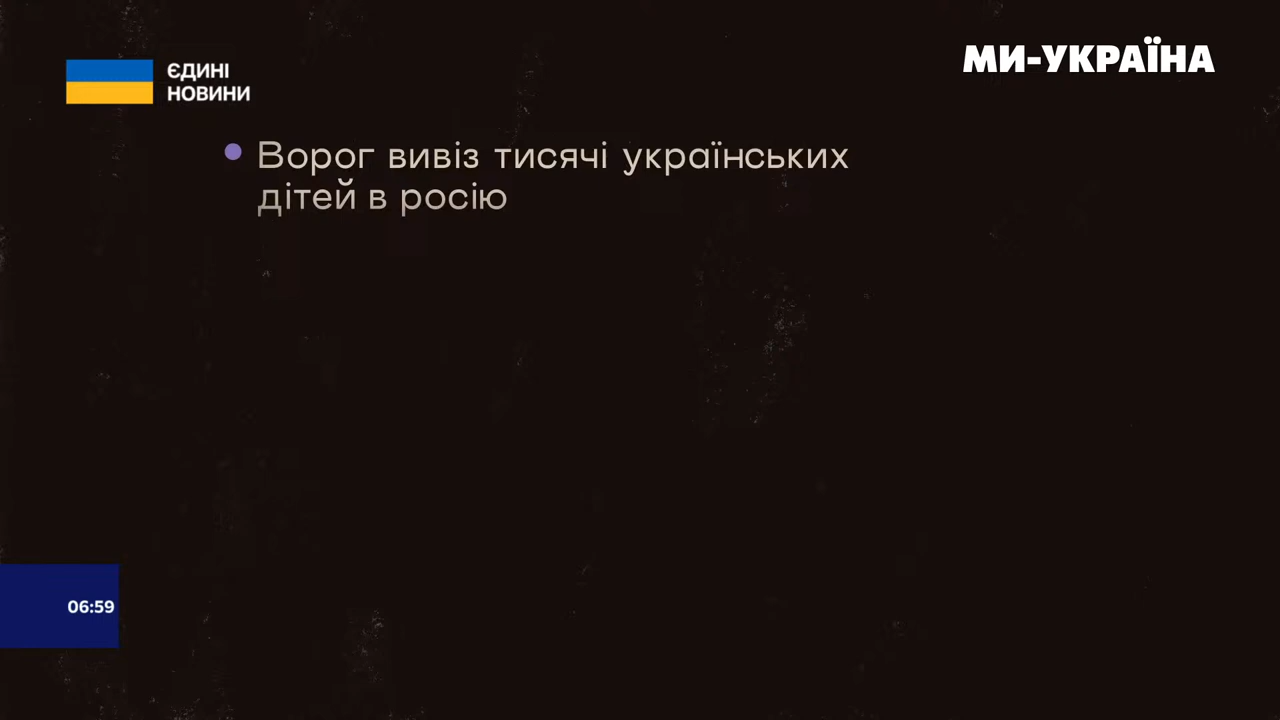 ЄДИНІ
НОВИНИ
МИ-УКРАЇНА
Ворог вивіз тисячі українських
дітей в росію
06:59